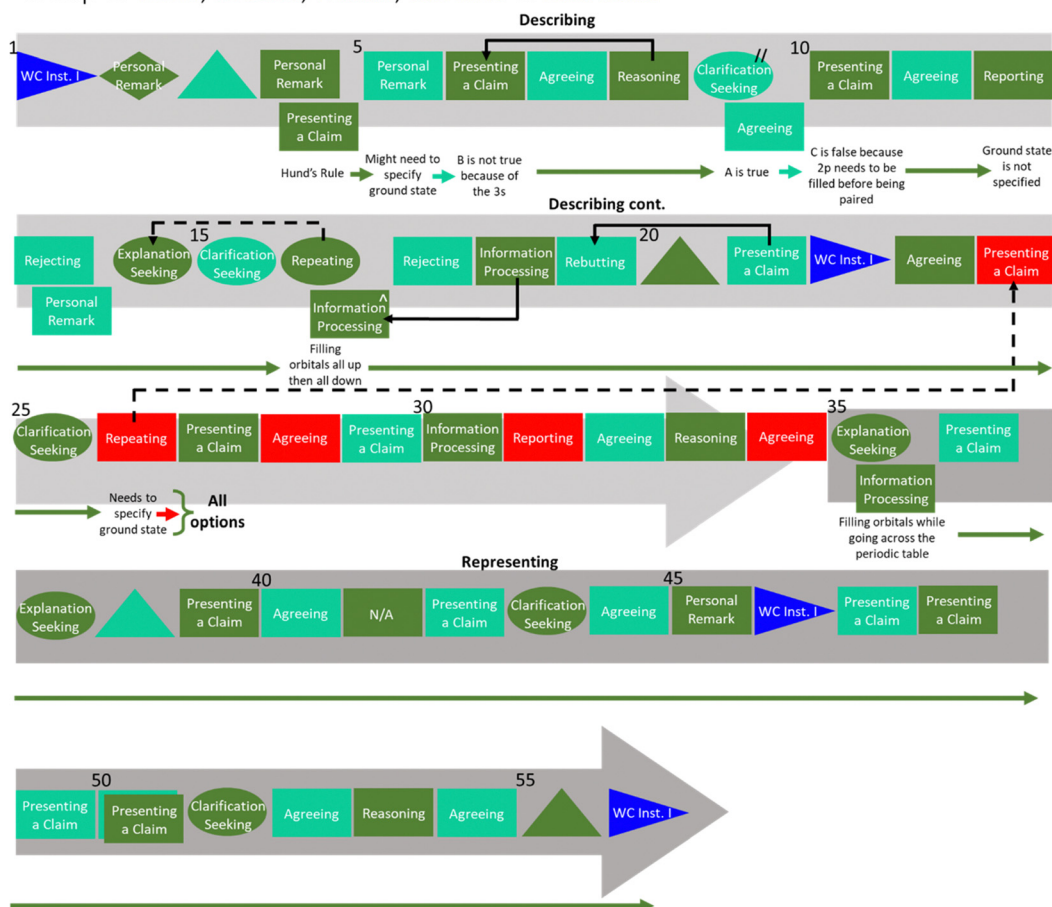 Describing
1
5
10
WC Inst. I
Personal
Remark
Personal
Remark
Presenting
a Claim
Personal
Remark
Presenting
a Claim
Agreeing
Reasoning
Clarification
Seeking
//
Agreeing
Presenting
a Claim
Agreeing
Reporting
Hund's Rule
Might need to
specify
ground state
B is not true
because of
the 3s
A is true
C is false because
2p needs to be
filled before being
paired
Ground state
is not
specified
Describing cont.
15
20
Rejecting
Personal
Remark
Explanation
Seeking
Clarification
Seeking
Repeating
^
Information
Processing
Rejecting
Information
Processing
Rebutting
Presenting
a Claim
WC Inst. I
Agreeing
Presenting
a Claim
Filling
orbitals all up
then all down
25
30
35
Clarification
Seeking
Repeating
Presenting
a Claim
Agreeing
Presenting
a Claim
Information
Processing
Reporting
Agreeing
Reasoning
Agreeing
Explanation
Seeking
Information
Processing
Presenting
a Claim
Needs to
specify
ground state
All
options
Filling orbitals while
going across the
periodic table
Representing
40
45
Explanation
Seeking
Presenting
a Claim
Agreeing
N/A
Presenting
a Claim
Clarification
Seeking
Agreeing
Personal
Remark
WC Inst. I
Presenting
a Claim
Presenting
a Claim
50
55
Presenting
a Claim
Presenting
a Claim
Clarification
Seeking
Agreeing
Reasoning
Agreeing
WC Inst. I